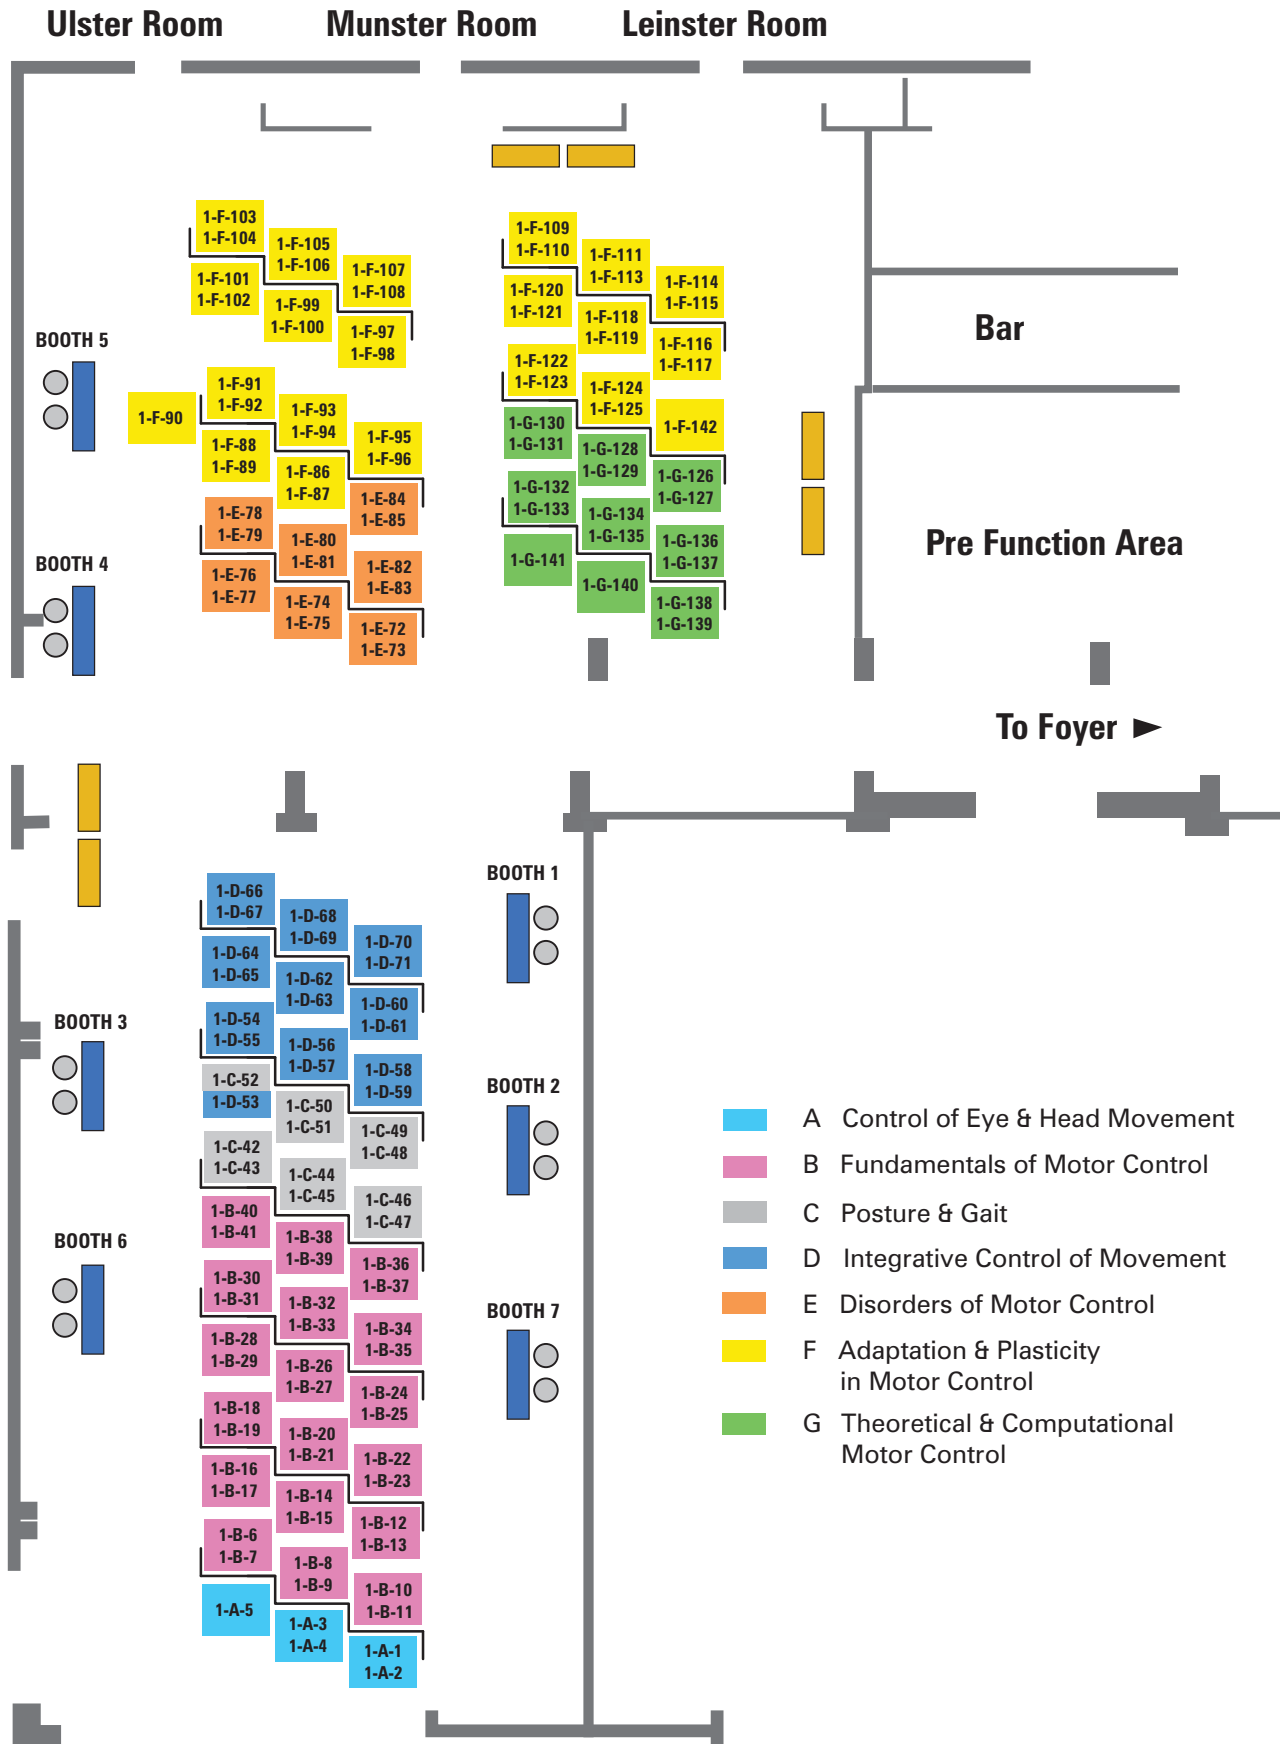 Ulster Room
Munster Room
Leinster Room
1-F-103
1-F-104
1-F-105
1-F-106
1-F-107
1-F-108
1-F-101
1-F-102
1-F-99
1-F-100
1-F-97
1-F-98
1-F-109
1-F-110
1-F-111
1-F-113
1-F-114
1-F-115
1-F-120
1-F-121
1-F-118
1-F-119
1-F-116
1-F-117
Bar
BOOTH 5
1-F-90
1-F-91
1-F-92
1-F-93
1-F-94
1-F-95
1-F-96
1-F-88
1-F-89
1-F-86
1-F-87
1-E-84
1-E-85
1-F-122
1-F-123
1-F-124
1-F-125
1-F-142
1-G-130
1-G-131
1-G-128
1-G-129
1-G-126
1-G-127
BOOTH 4
1-E-78
1-E-79
1-E-80
1-E-81
1-E-82
1-E-83
1-E-76
1-E-77
1-E-74
1-E-75
1-E-72
1-E-73
1-G-132
1-G-133
1-G-134
1-G-135
1-G-136
1-G-137
1-G-141
1-G-140
1-G-138
1-G-139
Pre Function Area
To Foyer
1-D-66
1-D-67
1-D-68
1-D-69
1-D-70
1-D-71
1-D-64
1-D-65
1-D-62
1-D-63
1-D-60
1-D-61
BOOTH 1
BOOTH 3
1-D-54
1-D-55
1-D-56
1-D-57
1-D-58
1-D-59
1-C-52
1-D-53
1-C-50
1-C-51
1-C-49
1-C-48
BOOTH 2
1-C-42
1-C-43
1-C-44
1-C-45
1-C-46
1-C-47
1-B-40
1-B-41
1-B-38
1-B-39
1-B-36
1-B-37
BOOTH 6
1-B-30
1-B-31
1-B-32
1-B-33
1-B-34
1-B-35
1-B-28
1-B-29
1-B-26
1-B-27
1-B-24
1-B-25
BOOTH 7
1-B-18
1-B-19
1-B-20
1-B-21
1-B-22
1-B-23
1-B-16
1-B-17
1-B-14
1-B-15
1-B-12
1-B-13
1-B-6
1-B-7
1-B-8
1-B-9
1-B-10
1-B-11
1-A-5
1-A-3
1-A-4
1-A-1
1-A-2
A Control of Eye & Head Movement
B Fundamentals of Motor Control
C Posture & Gait
D Integrative Control of Movement
E Disorders of Motor Control
F Adaptation & Plasticity
in Motor Control
G Theoretical & Computational
Motor Control